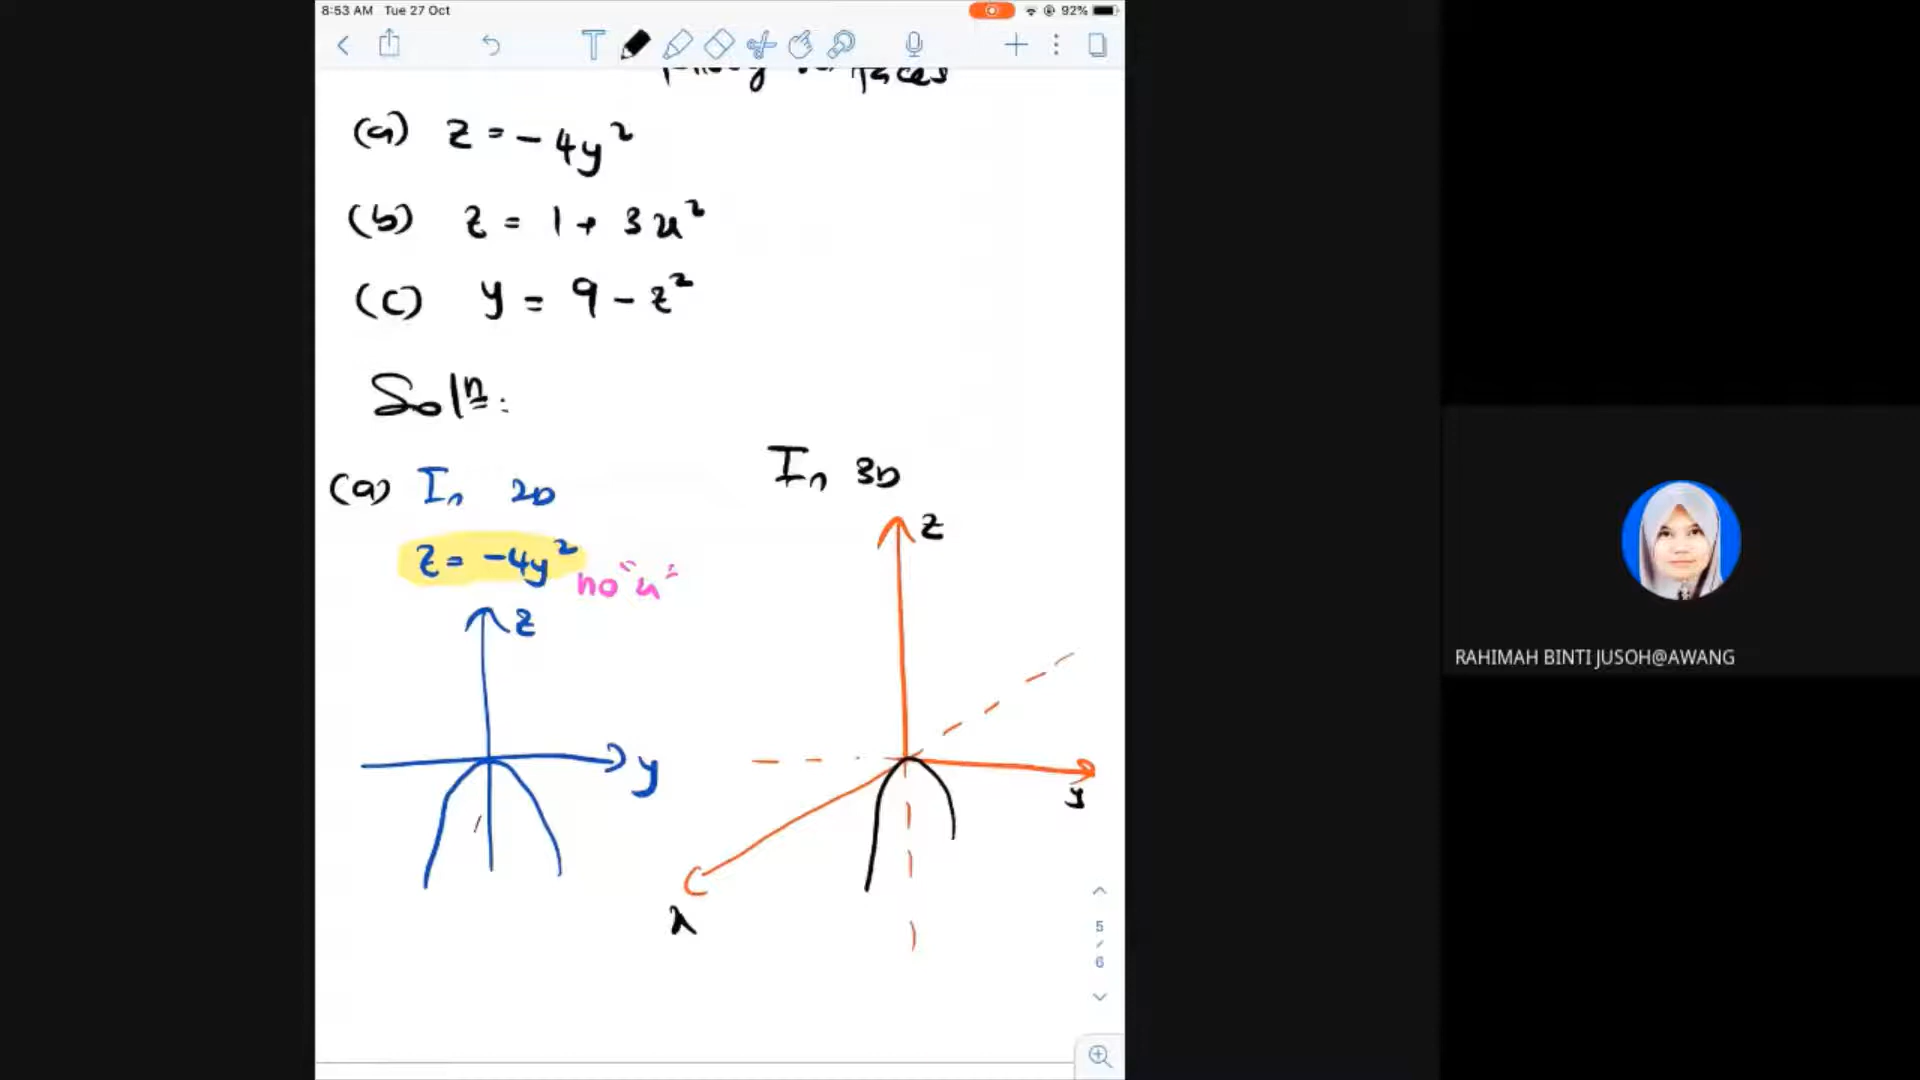 8:53 AM Tue 27 Oct
92%
(a) z = -4y²
(b) z = 1 + 3x²
(c) y = 9 - z²
Solⁿ:
(a) In 2D
In 3D
z = -4y²
no "x"
z
z
y
y
x
5
/
6
RAHIMAH BINTI JUSOH@AWANG